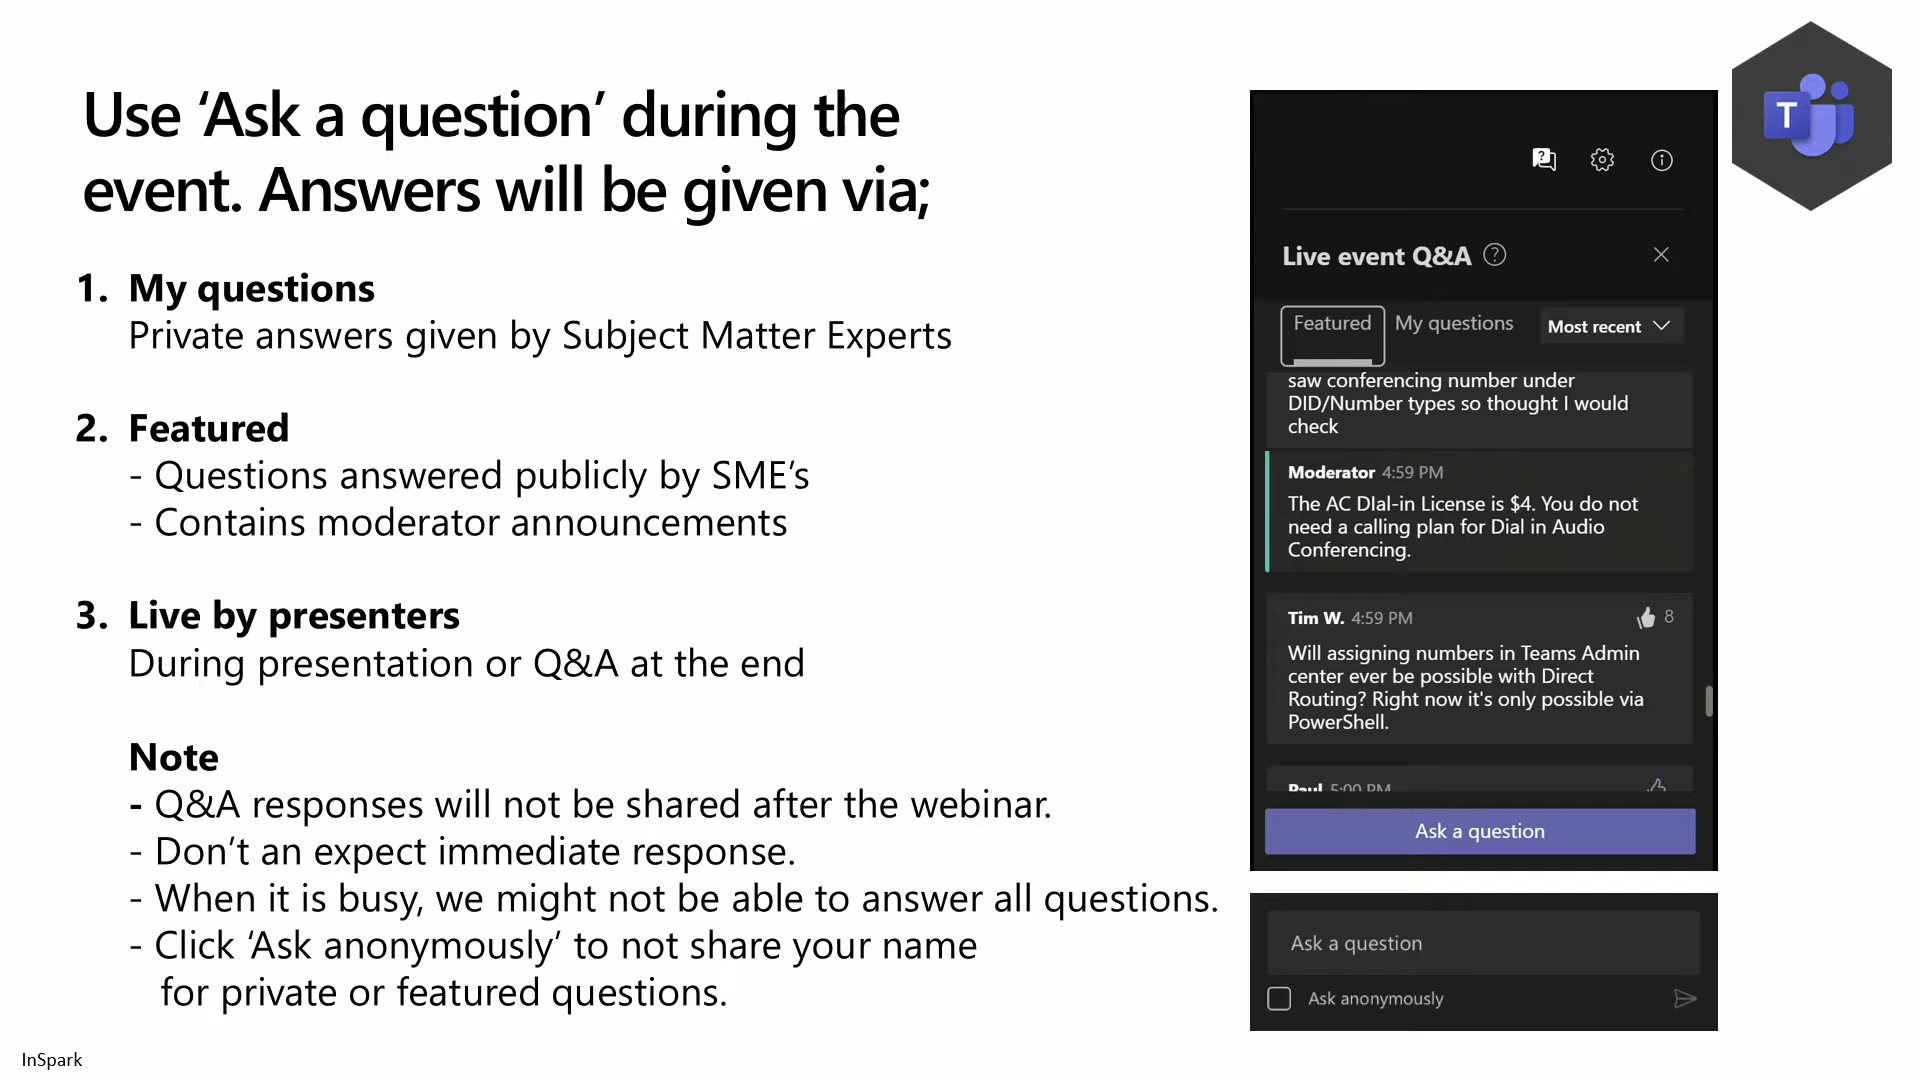 Use ‘Ask a question’ during the
event. Answers will be given via;
1. My questions
Private answers given by Subject Matter Experts
2. Featured
- Questions answered publicly by SME’s
- Contains moderator announcements
3. Live by presenters
During presentation or Q&A at the end
Note
- Q&A responses will not be shared after the webinar.
- Don’t an expect immediate response.
- When it is busy, we might not be able to answer all questions.
- Click ‘Ask anonymously’ to not share your name
for private or featured questions.
InSpark
T
Live event Q&A ?
Featured My questions Most recent
saw conferencing number under
DID/Number types so thought I would
check
Moderator 4:59 PM
The AC DIal-in License is $4. You do not
need a calling plan for Dial in Audio
Conferencing.
Tim W. 4:59 PM 8
Will assigning numbers in Teams Admin
center ever be possible with Direct
Routing? Right now it's only possible via
PowerShell.
Paul 5:00 PM
Ask a question
Ask a question
Ask anonymously